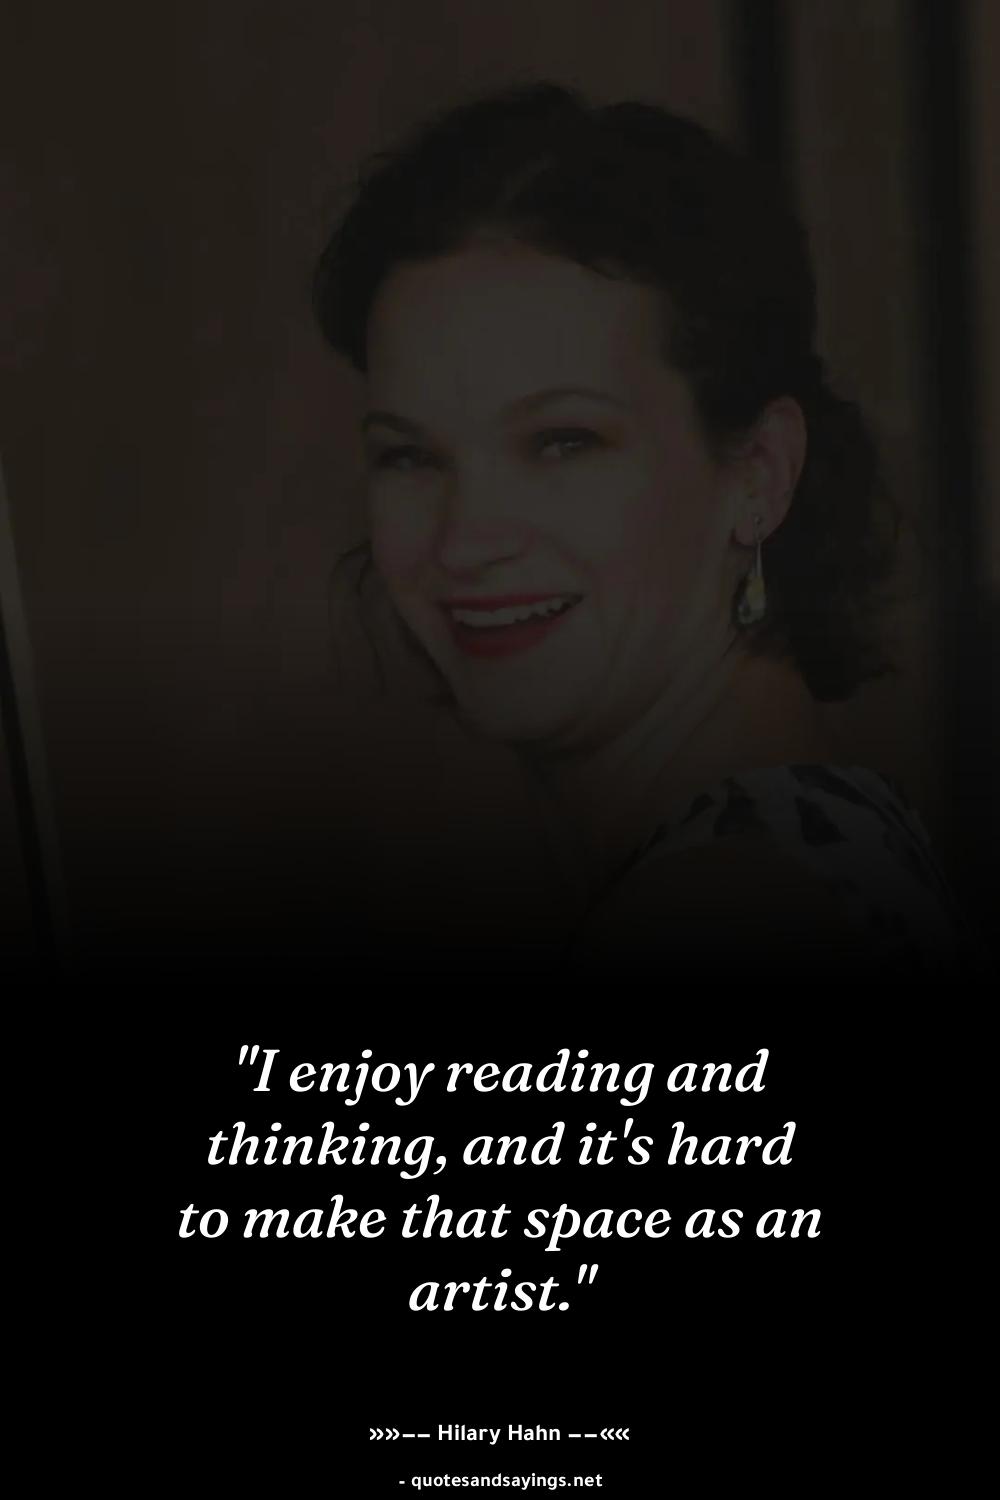 "I enjoy reading and
thinking, and it's hard
to make that space as an
artist."
»»–– Hilary Hahn ––««
- quotesandsayings.net